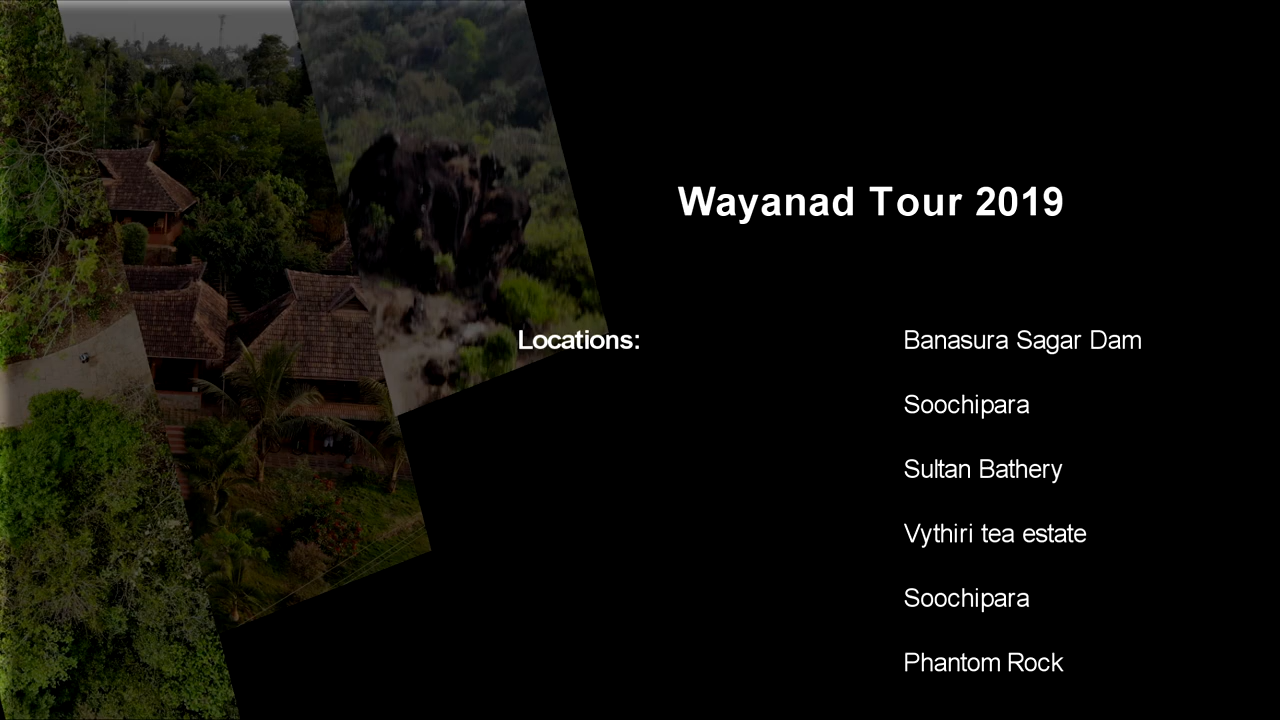 Wayanad Tour 2019
Locations: Banasura Sagar Dam
Soochipara
Sultan Bathery
Vythiri tea estate
Soochipara
Phantom Rock